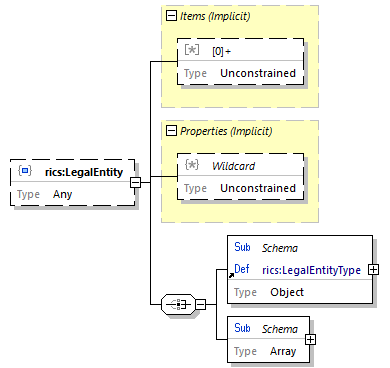 Items (Implicit)
[*] [0]+
Type Unconstrained
Properties (Implicit)
{*} Wildcard
Type Unconstrained
rics:LegalEntity
Type Any
Sub Schema
Def rics:LegalEntityType
Type Object
Sub Schema
Type Array